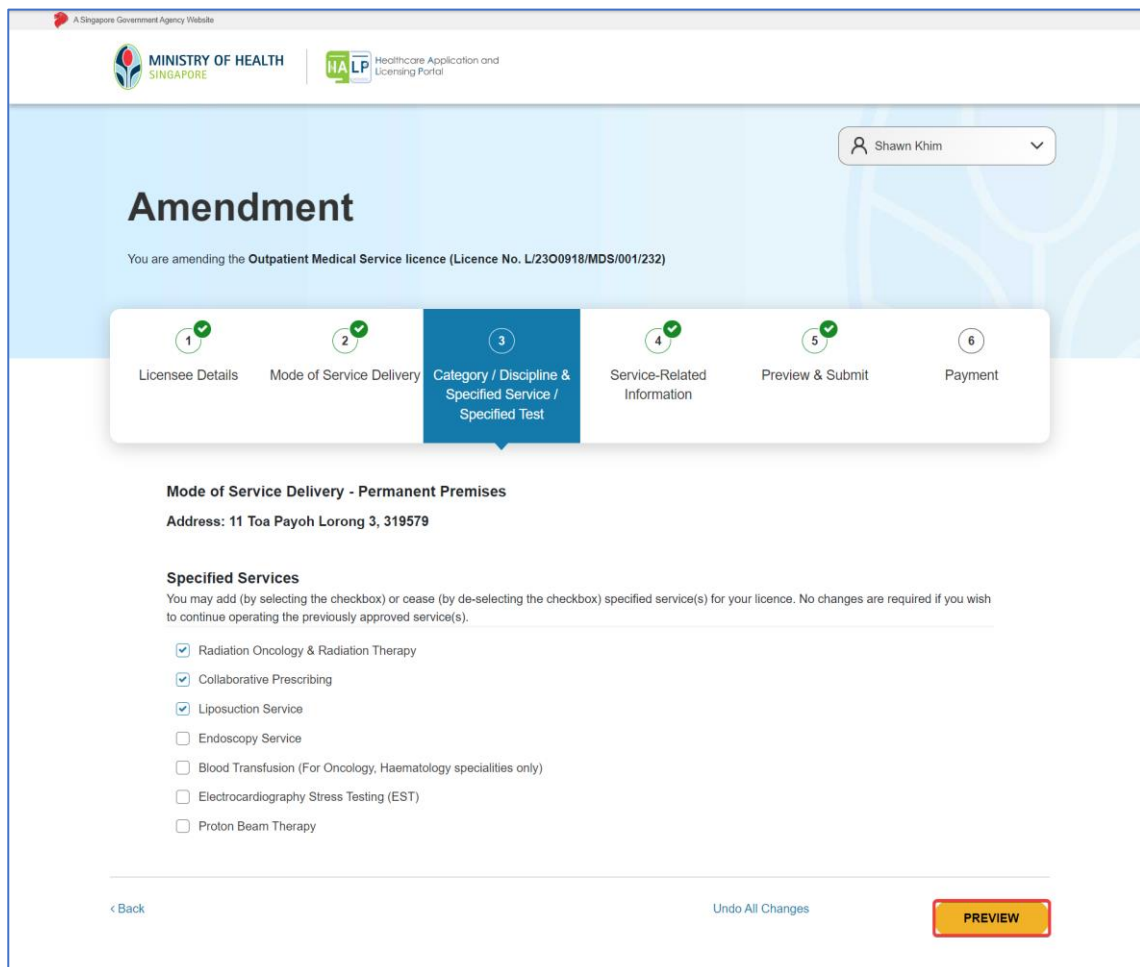 A Singapore Government Agency Website
MINISTRY OF HEALTH
SINGAPORE
HALP
Healthcare Application and
Licensing Portal
Shawn Khim
Amendment
You are amending the Outpatient Medical Service licence (Licence No. L/23O0918/MDS/001/232)
1
2
3
4
5
6
Licensee Details
Mode of Service Delivery
Category / Discipline &
Specified Service /
Specified Test
Service-Related
Information
Preview & Submit
Payment
Mode of Service Delivery - Permanent Premises
Address: 11 Toa Payoh Lorong 3, 319579
Specified Services
You may add (by selecting the checkbox) or cease (by de-selecting the checkbox) specified service(s) for your licence. No changes are required if you wish
to continue operating the previously approved service(s).
Radiation Oncology & Radiation Therapy
Collaborative Prescribing
Liposuction Service
Endoscopy Service
Blood Transfusion (For Oncology, Haematology specialities only)
Electrocardiography Stress Testing (EST)
Proton Beam Therapy
< Back
Undo All Changes
PREVIEW